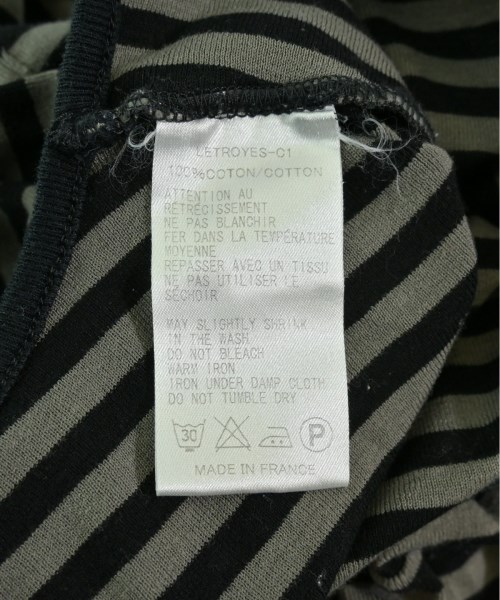 LETROYES-C1
100%COTON/COTTON
ATTENTION AU
RÉTRÉCISSEMENT
NE PAS BLANCHIR
FER DANS LA TEMPÉRATURE
MOYENNE
REPASSER AVEC UN TISSU
NE PAS UTILISER LE
SÉCHOIR
MAY SLIGHTLY SHRINK
IN THE WASH
DO NOT BLEACH
WARM IRON
IRON UNDER DAMP CLOTH
DO NOT TUMBLE DRY
30 P
MADE IN FRANCE